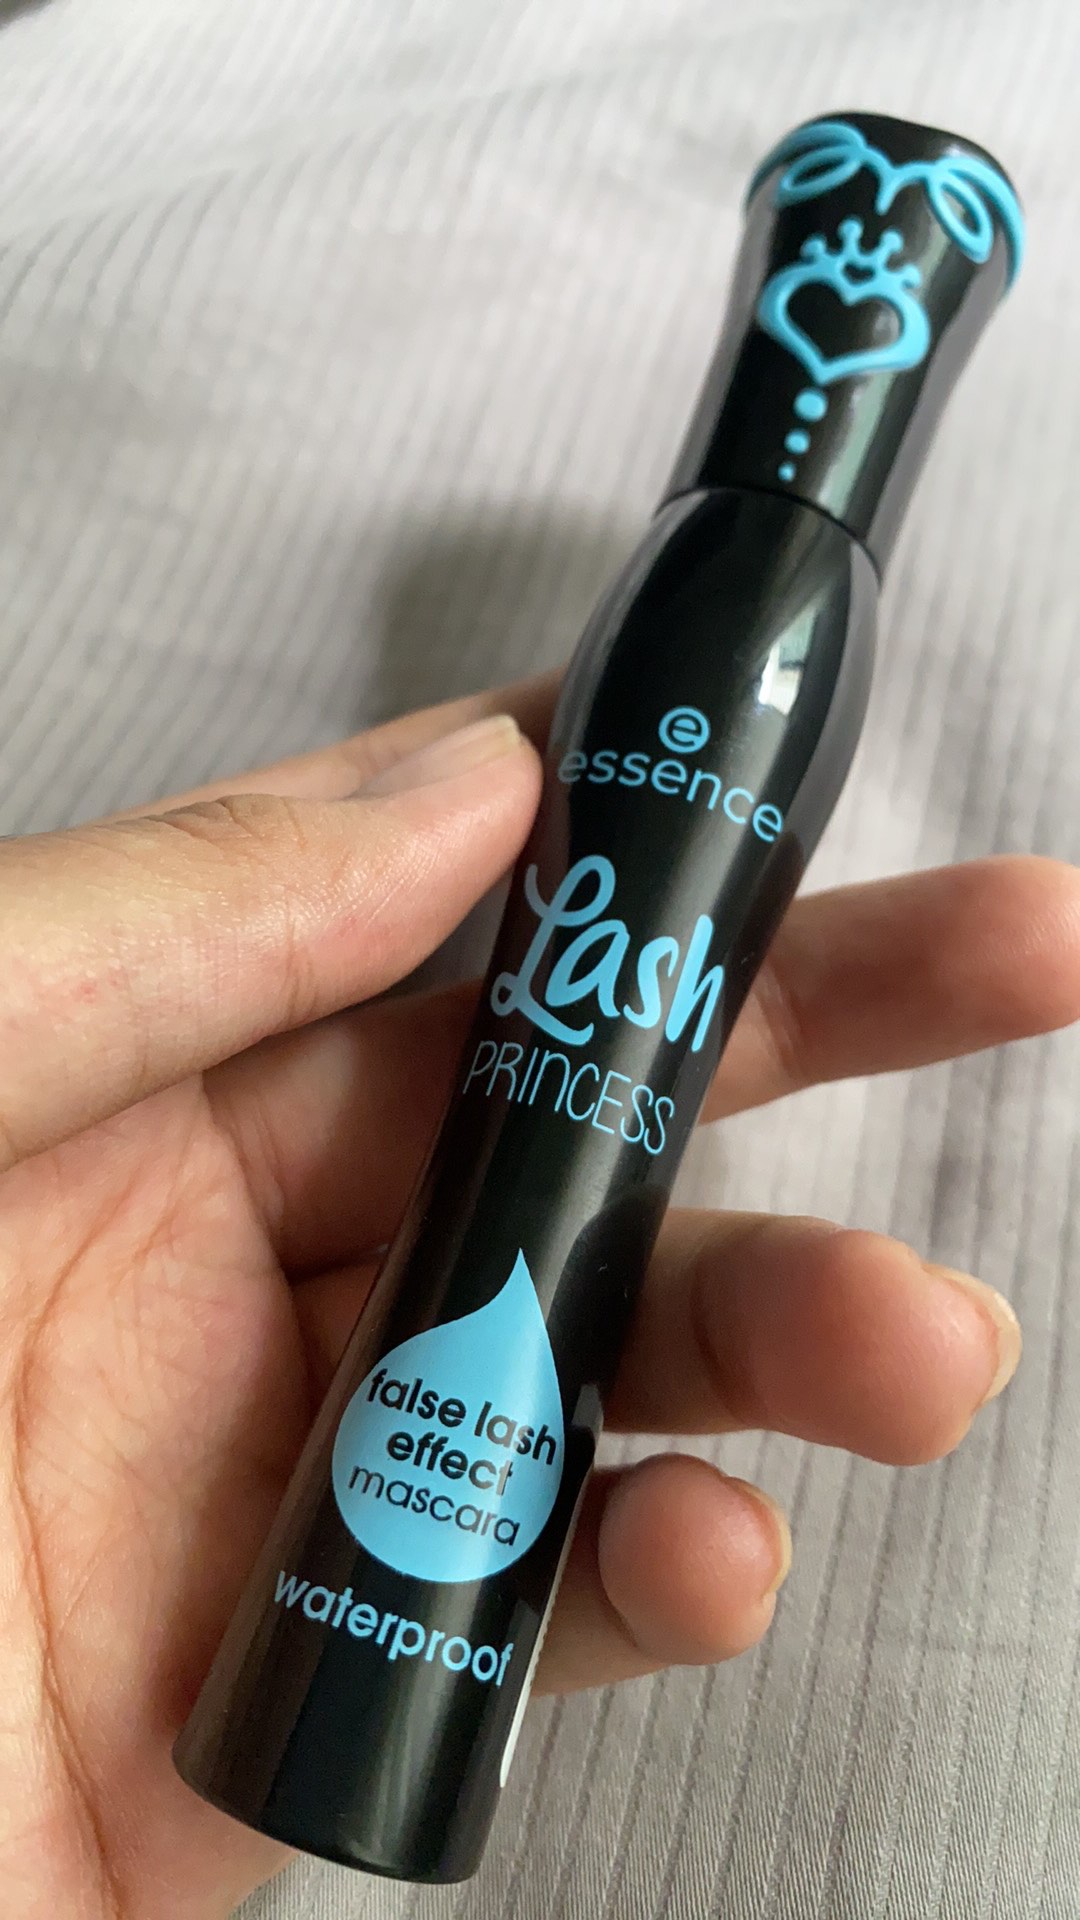 e
essence
Lash
PRINCESS
false lash
effect
mascara
waterproof